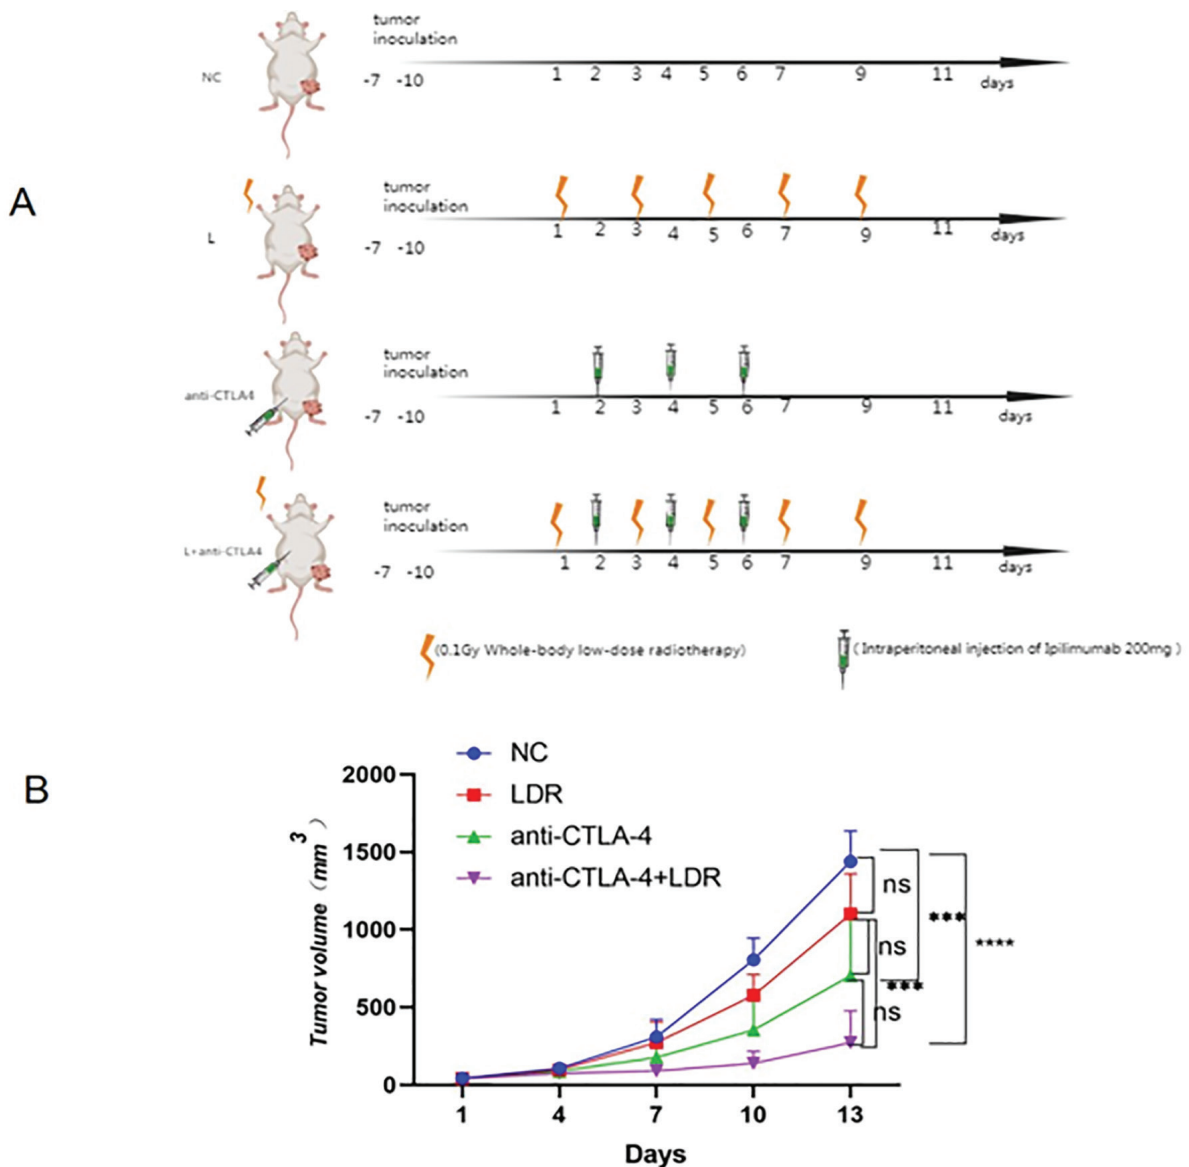 A
NC
tumor
inoculation
-7 -10
1 2 3 4 5 6 7 9 11
days
L
tumor
inoculation
-7 -10
1 2 3 4 5 6 7 9 11
days
anti-CTLA4
tumor
inoculation
-7 -10
1 2 3 4 5 6 7 9 11
days
L+anti-CTLA4
tumor
inoculation
-7 -10
1 2 3 4 5 6 7 9 11
days
(0.1Gy Whole-body low-dose radiotherapy)
( Intraperitoneal injection of Ipilimumab 200mg )
B
NC
LDR
anti-CTLA-4
anti-CTLA-4+LDR
Tumor volume (mm3)
2000
1500
1000
500
0
1 4 7 10 13
Days
ns
***
****
ns
***
ns